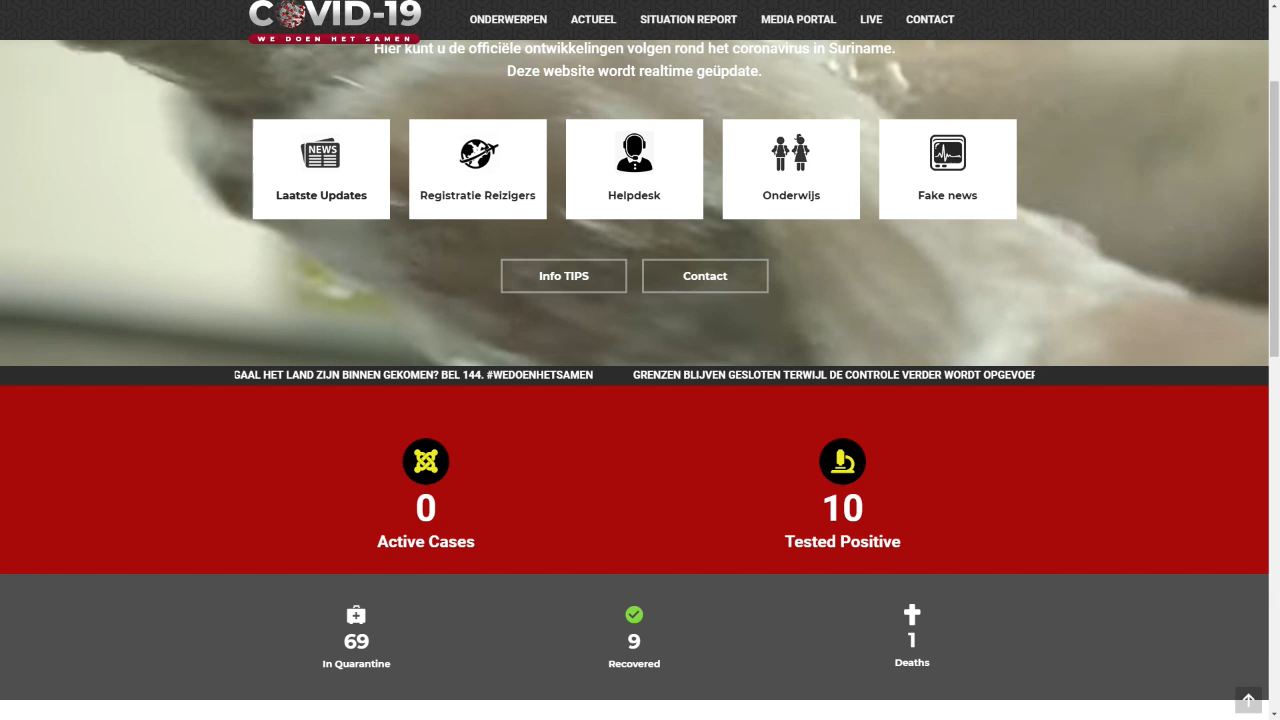 COVID-19
WE DOEN HET SAMEN
ONDERWERPEN ACTUEEL SITUATION REPORT MEDIA PORTAL LIVE CONTACT
Hier kunt u de officiële ontwikkelingen volgen rond het coronavirus in Suriname.
Deze website wordt realtime geüpdate.
NEWS
Laatste Updates
Registratie Reizigers
Helpdesk
Onderwijs
Fake news
Info TIPS
Contact
GAAL HET LAND ZIJN BINNEN GEKOMEN? BEL 144. #WEDOENHETSAMEN GRENZEN BLIJVEN GESLOTEN TERWIJL DE CONTROLE VERDER WORDT OPGEVOER
0
Active Cases
10
Tested Positive
69
In Quarantine
9
Recovered
1
Deaths